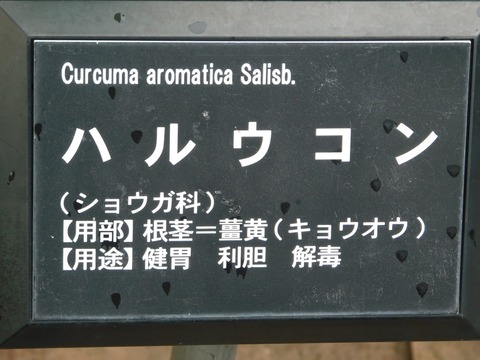 Curcuma aromatica Salisb.
ハルウコン
(ショウガ科)
【用部】根茎＝薑黄(キョウオウ)
【用途】健胃　利胆　解毒